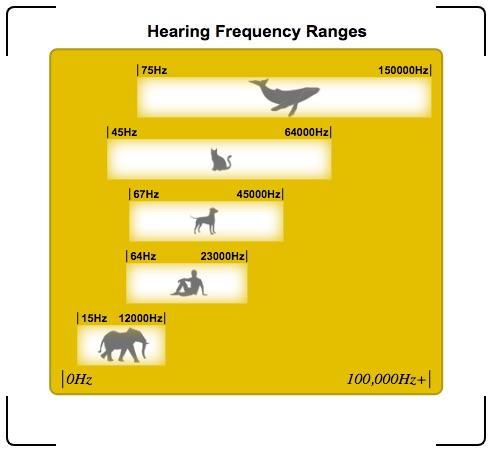 Hearing Frequency Ranges
|75Hz 150000Hz|
|45Hz 64000Hz|
|67Hz 45000Hz|
|64Hz 23000Hz|
|15Hz 12000Hz|
|0Hz 100,000Hz+|